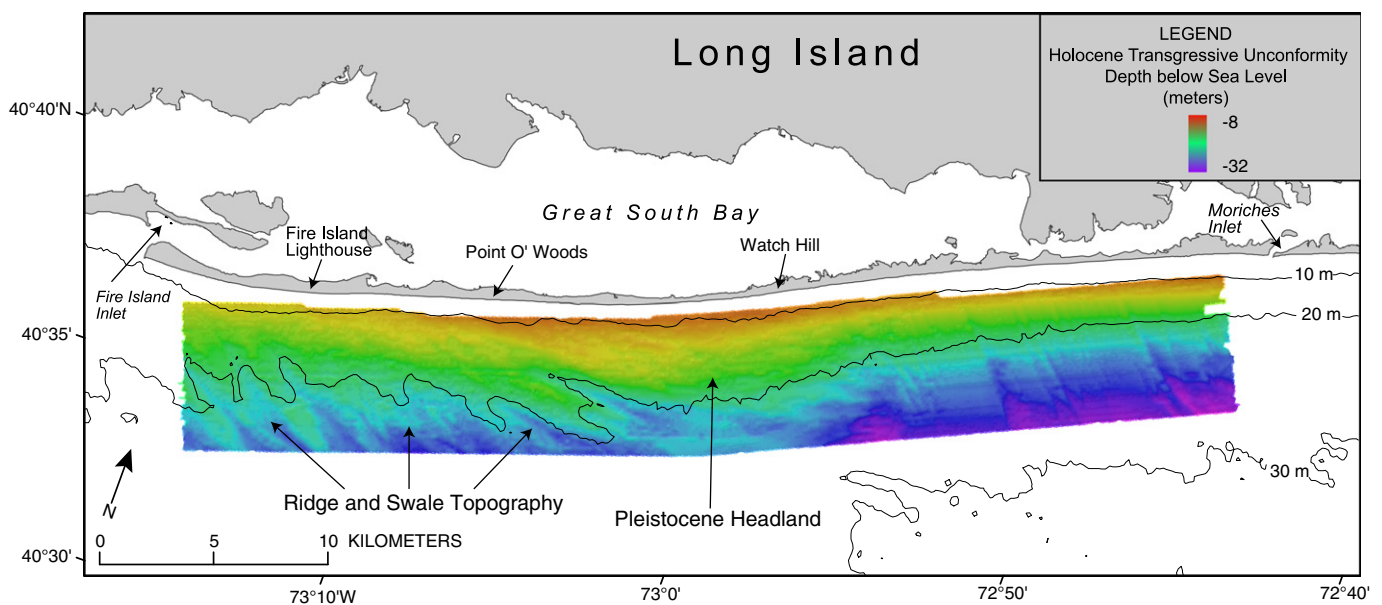 Long Island
LEGEND
Holocene Transgressive Unconformity
Depth below Sea Level
(meters)
-8
-32
40°40'N
Great South Bay
Moriches
Inlet
Fire Island
Lighthouse
Point O' Woods
Watch Hill
10 m
Fire Island
Inlet
20 m
40°35'
30 m
Ridge and Swale Topography
Pleistocene Headland
N
0
5
10 KILOMETERS
40°30'
73°10'W
73°0'
72°50'
72°40'